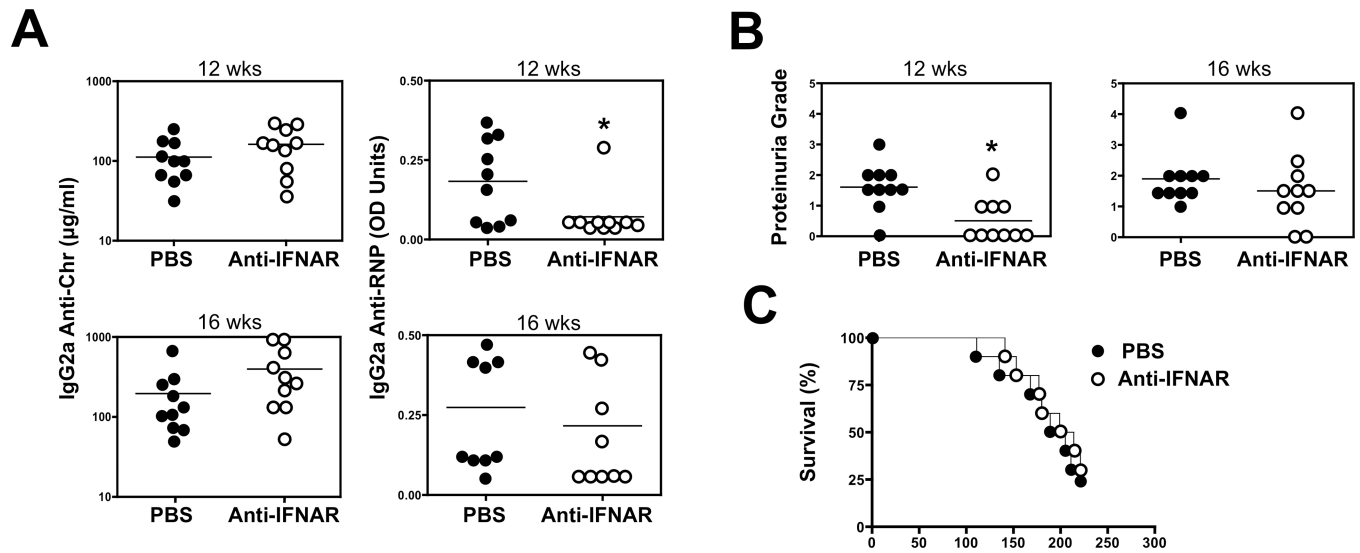 A
IgG2a Anti-Chr (µg/ml)
12 wks
1000
100
10
PBS Anti-IFNAR
16 wks
1000
100
10
PBS Anti-IFNAR
IgG2a Anti-RNP (OD Units)
12 wks
0.50
0.25
0.00
*
PBS Anti-IFNAR
16 wks
0.50
0.25
0.00
PBS Anti-IFNAR
B
Proteinuria Grade
12 wks
5
4
3
2
1
0
*
PBS Anti-IFNAR
16 wks
5
4
3
2
1
0
PBS Anti-IFNAR
C
Survival (%)
100
75
50
25
0
0 50 100 150 200 250 300
PBS
Anti-IFNAR